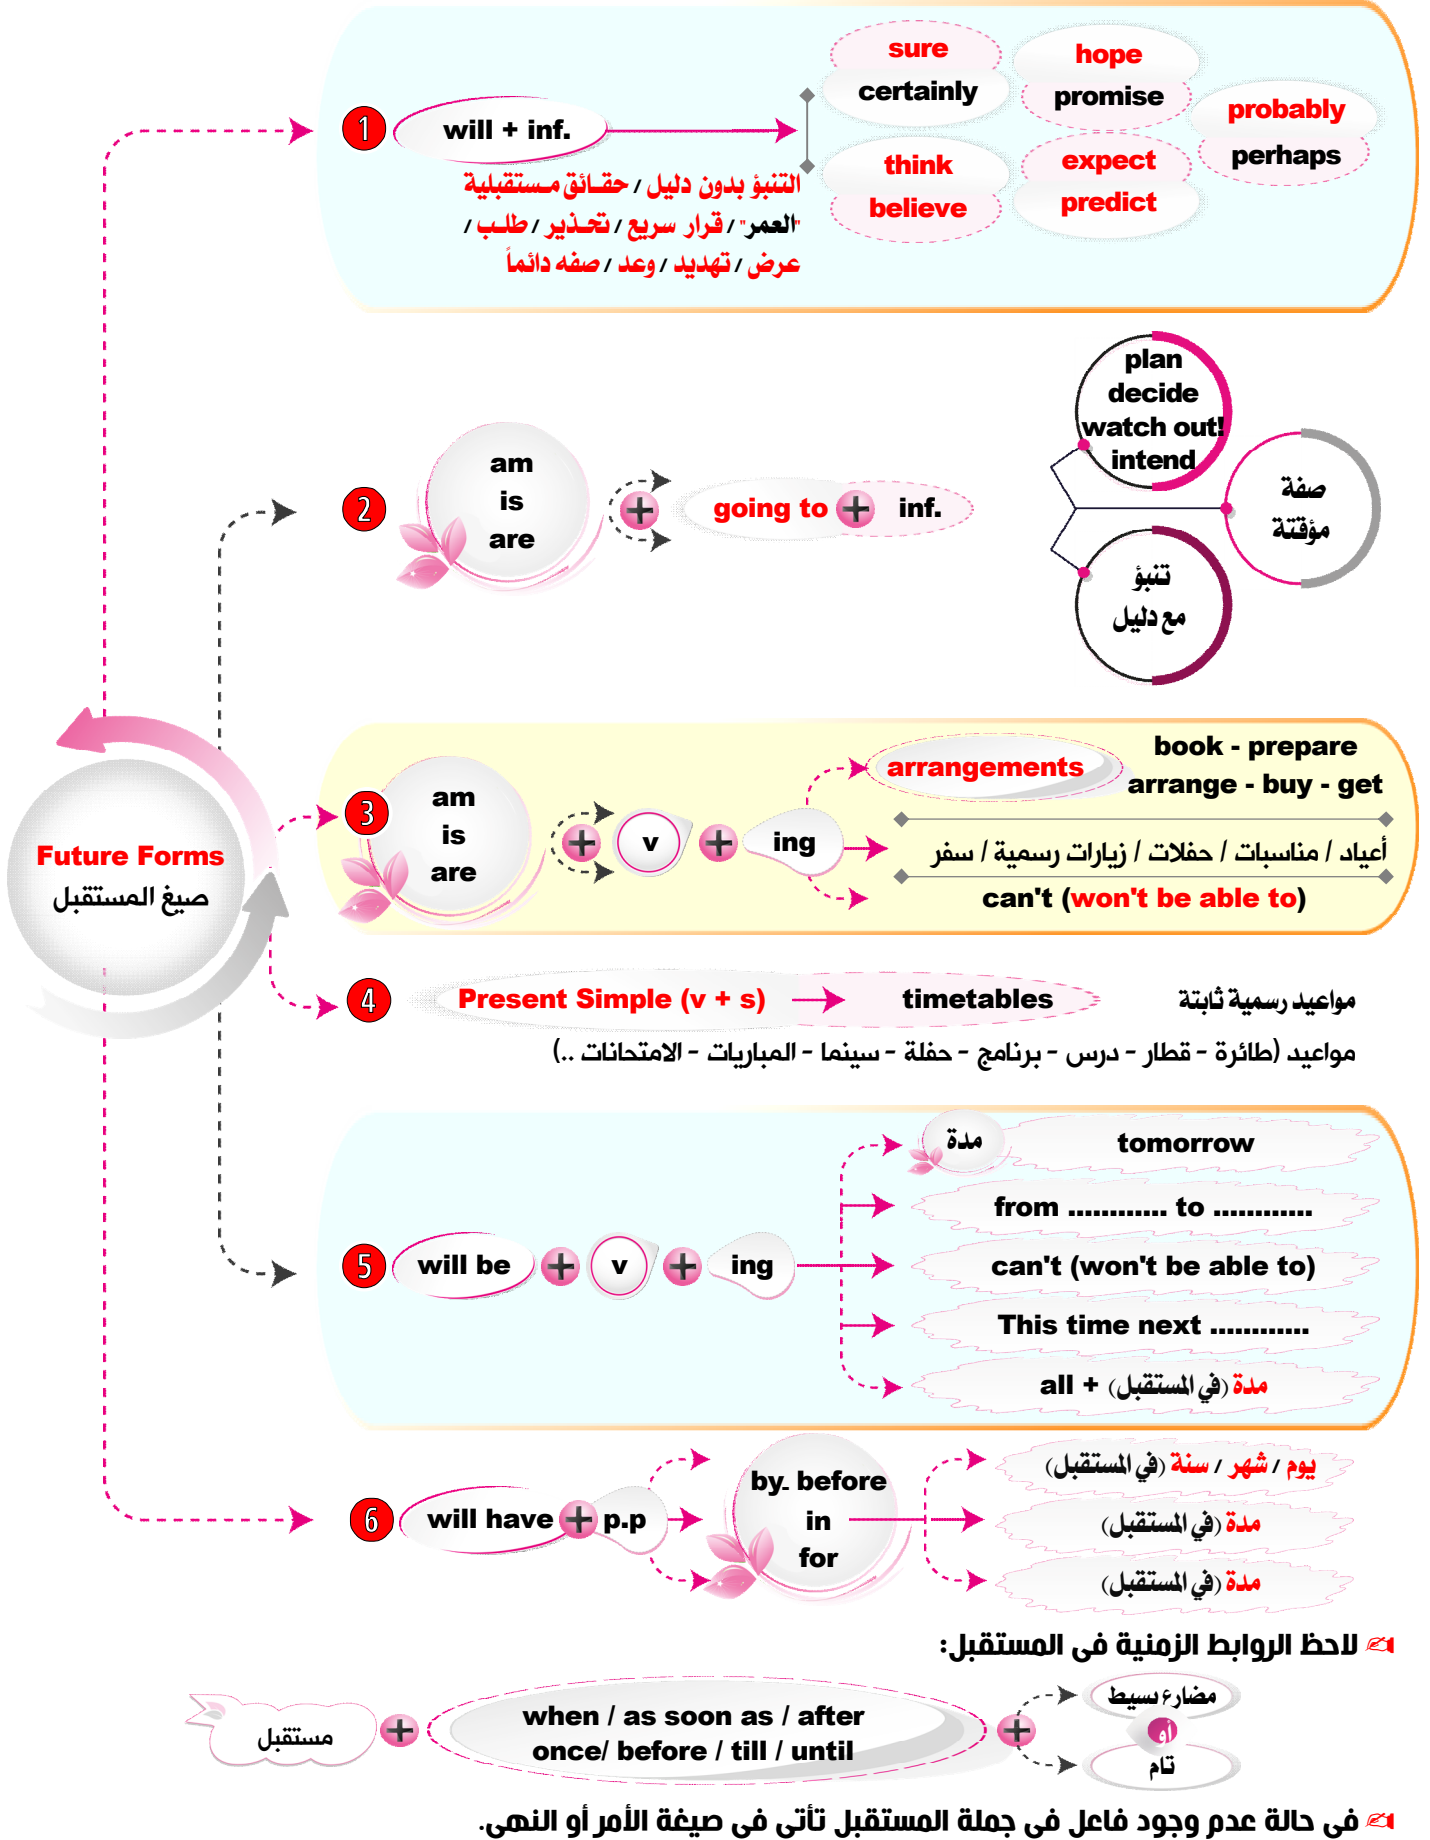 Future Forms
صيغ المستقبل
1
will + inf.
sure
certainly
hope
promise
probably
perhaps
think
believe
expect
predict
التنبؤ بدون دليل / حقائق مستقبلية
"العمر" / قرار سريع / تحذير / طلب /
عرض / تهديد / وعد / صفه دائماً
2
am
is
are
+
going to + inf.
plan
decide
watch out!
intend
صفة
مؤقتة
تنبؤ
مع دليل
3
am
is
are
+ v + ing
arrangements
book - prepare
arrange - buy - get
أعياد / مناسبات / حفلات / زيارات رسمية / سفر
can't (won't be able to)
4
Present Simple (v + s)
timetables
مواعيد رسمية ثابتة
مواعيد (طائرة - قطار - درس - برنامج - حفلة - سينما - المباريات - الامتحانات ..)
5
will be + v + ing
مدة
tomorrow
from ............ to ............
can't (won't be able to)
This time next ............
all + مدة (في المستقبل)
6
will have + p.p
by. before
in
for
يوم / شهر / سنة (في المستقبل)
مدة (في المستقبل)
مدة (في المستقبل)
لاحظ الروابط الزمنية فى المستقبل:
مستقبل
+
when / as soon as / after
once/ before / till / until
+
مضارع بسيط
أو
تام
فى حالة عدم وجود فاعل فى جملة المستقبل تأتى فى صيغة الأمر أو النهى.